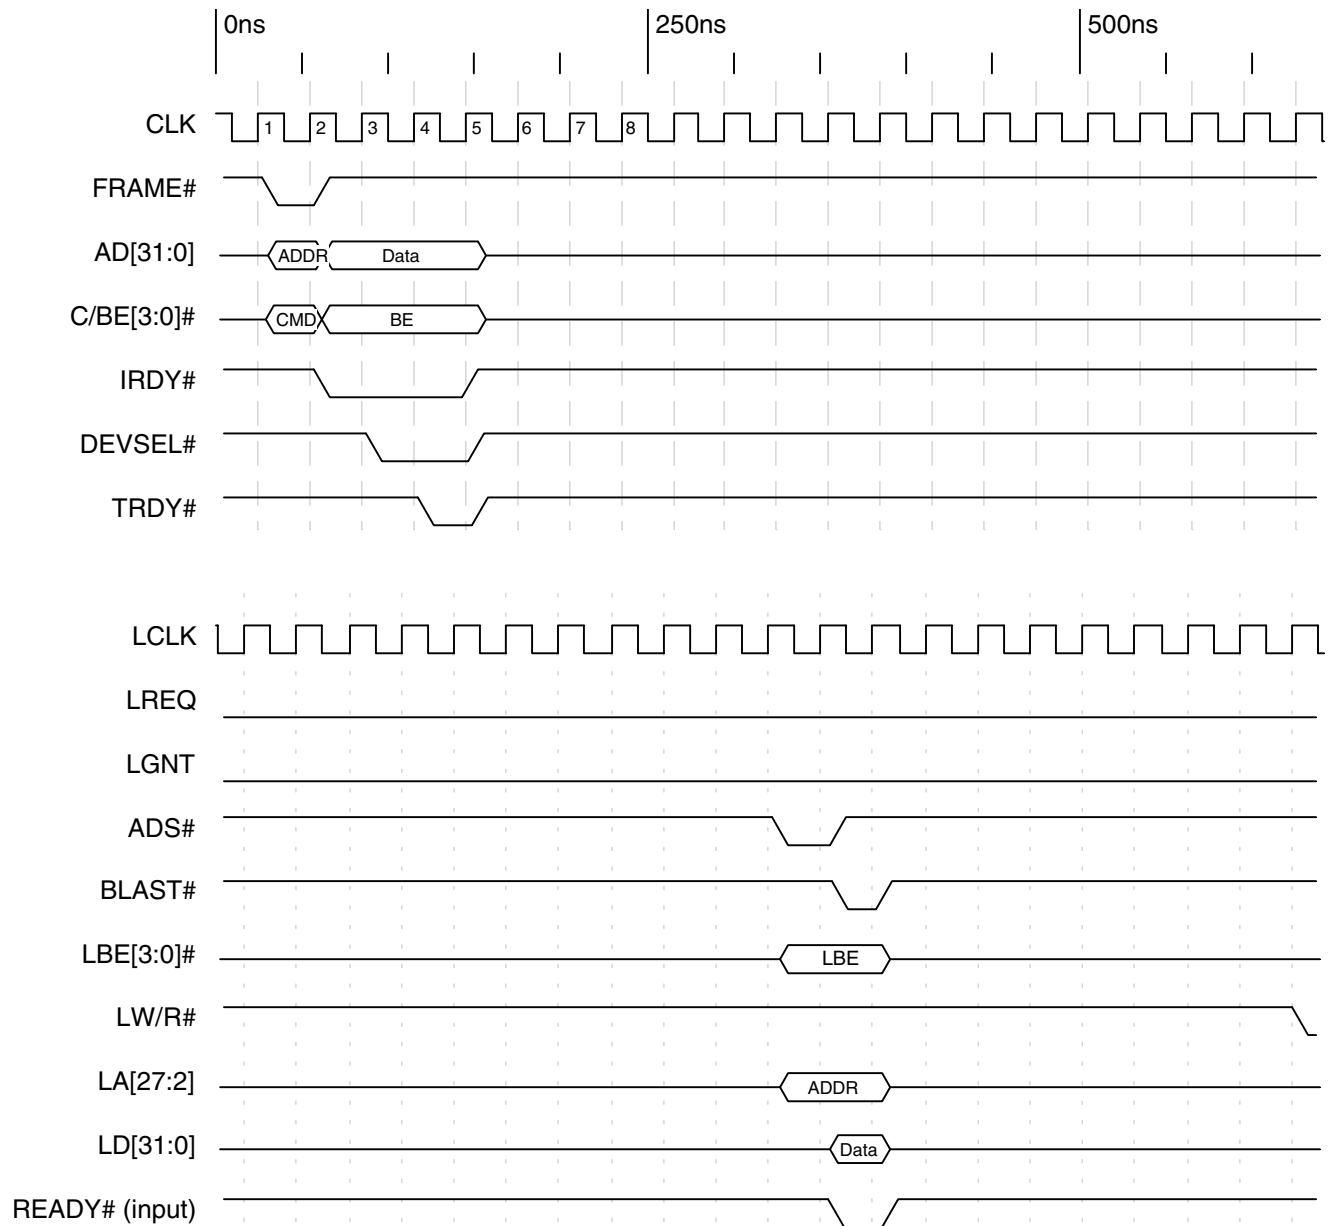 0ns 250ns 500ns
CLK 1 2 3 4 5 6 7 8
FRAME#
AD[31:0] ADDR Data
C/BE[3:0]# CMD BE
IRDY#
DEVSEL#
TRDY#
LCLK
LREQ
LGNT
ADS#
BLAST#
LBE[3:0]# LBE
LW/R#
LA[27:2] ADDR
LD[31:0] Data
READY# (input)